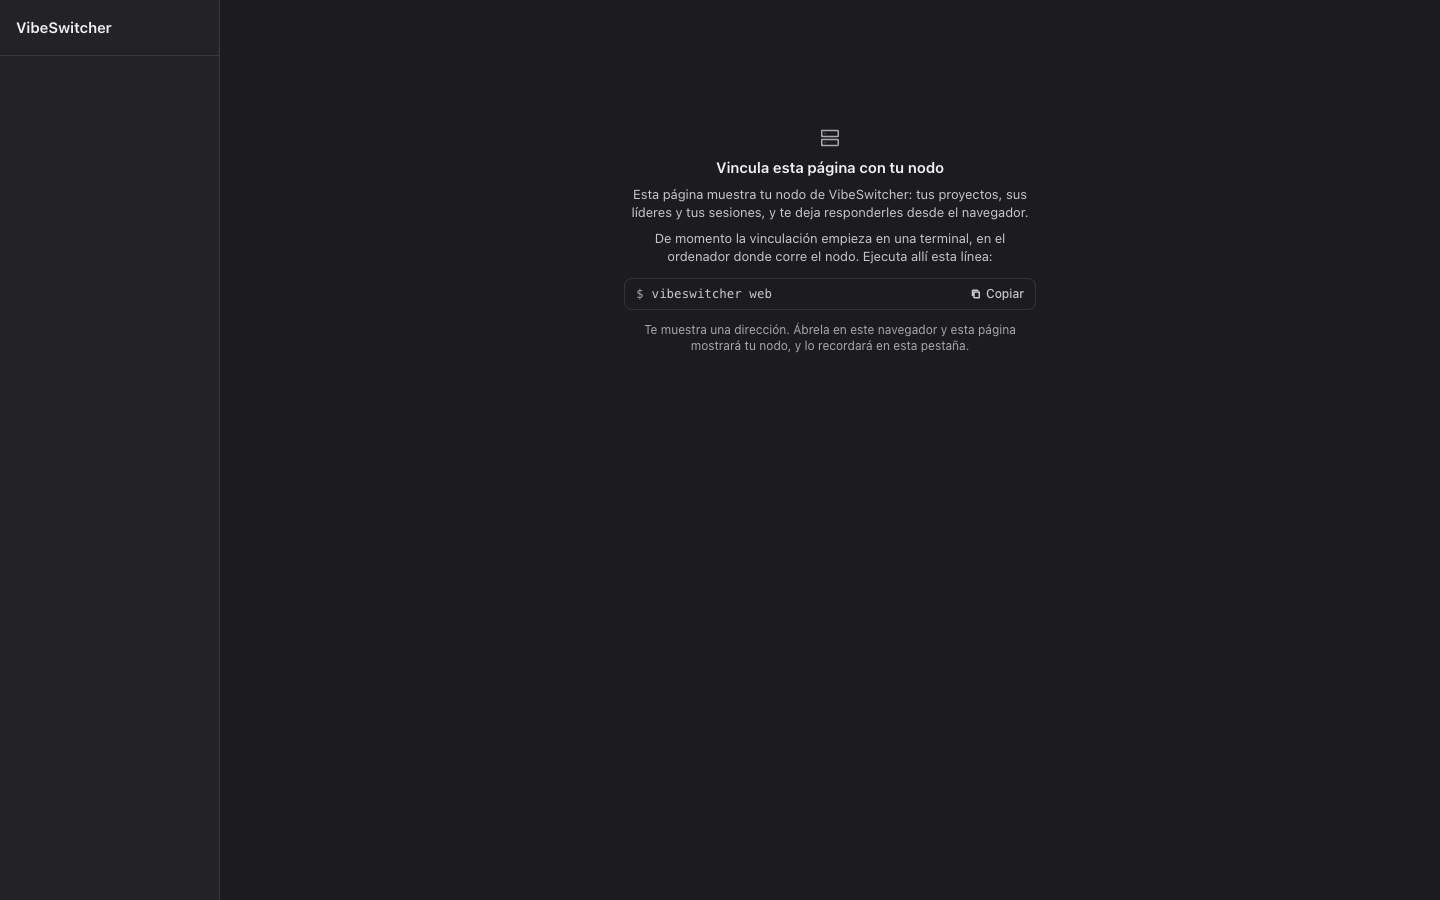 VibeSwitcher
Vincula esta página con tu nodo
Esta página muestra tu nodo de VibeSwitcher: tus proyectos, sus
líderes y tus sesiones, y te deja responderles desde el navegador.
De momento la vinculación empieza en una terminal, en el
ordenador donde corre el nodo. Ejecuta allí esta línea:
$ vibeswitcher web
Copiar
Te muestra una dirección. Ábrela en este navegador y esta página
mostrará tu nodo, y lo recordará en esta pestaña.